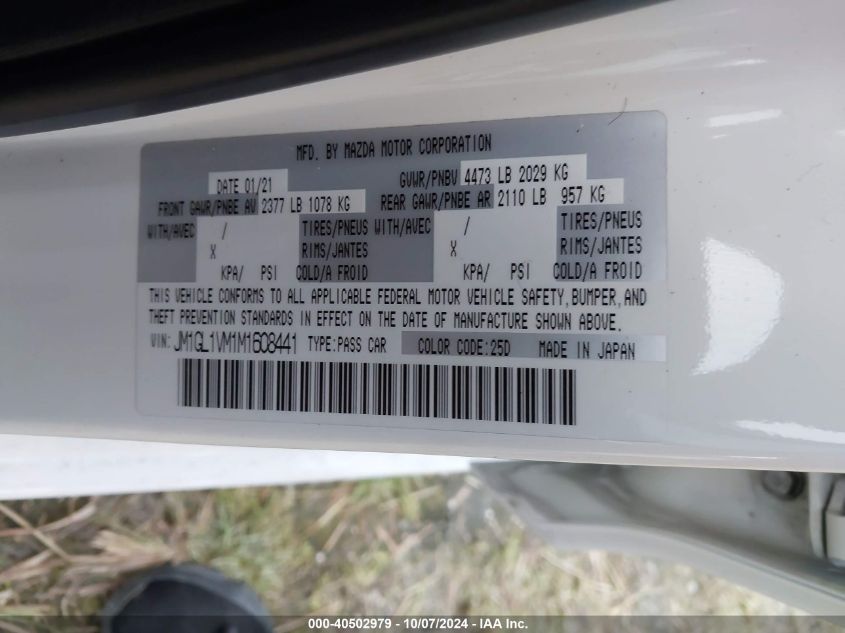 MFD. BY MAZDA MOTOR CORPORATION
DATE 01/21 GVWR/PNBV 4473 LB 2029 KG
FRONT GAWR/PNBE AV 2377 LB 1078 KG REAR GAWR/PNBE AR 2110 LB 957 KG
WITH/AVEC / TIRES/PNEUS WITH/AVEC / TIRES/PNEUS
X RIMS/JANTES X RIMS/JANTES
KPA/ PSI COLD/A FROID KPA/ PSI COLD/A FROID
THIS VEHICLE CONFORMS TO ALL APPLICABLE FEDERAL MOTOR VEHICLE SAFETY, BUMPER, AND
THEFT PREVENTION STANDARDS IN EFFECT ON THE DATE OF MANUFACTURE SHOWN ABOVE.
VIN: JM1GL1VM1M1608441 TYPE:PASS CAR COLOR CODE:25D MADE IN JAPAN
000-40502979 - 10/07/2024 - IAA Inc.